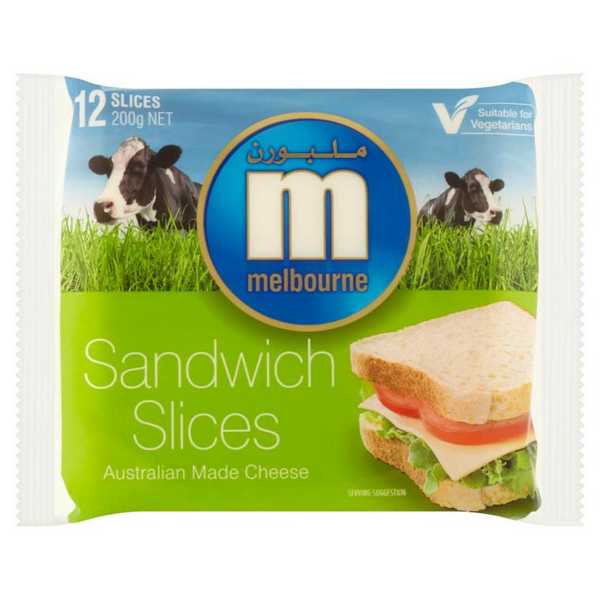 12 SLICES
200g NET
Suitable for
Vegetarians
ملبورن
m
melbourne
Sandwich
Slices
Australian Made Cheese
SERVING SUGGESTION